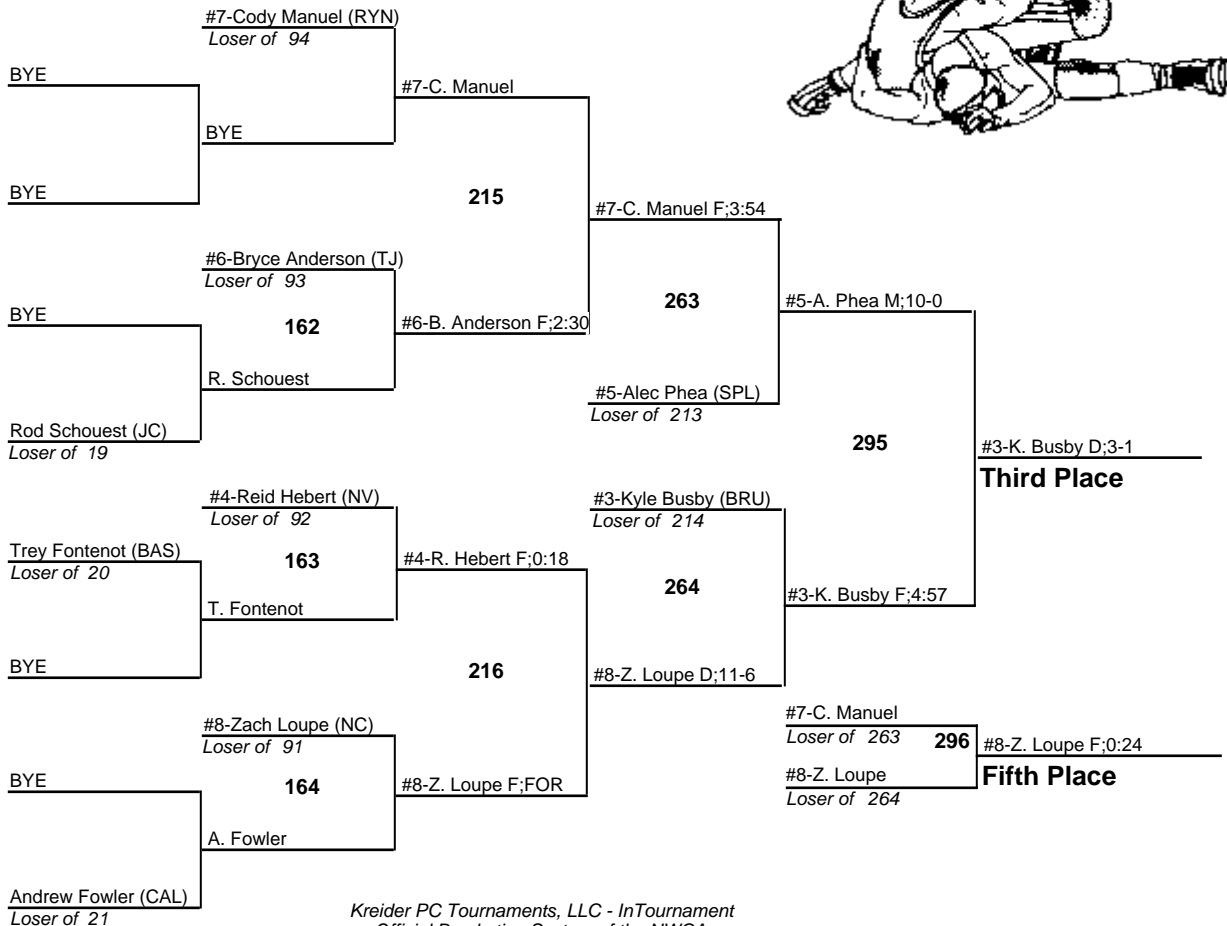 #7-Cody Manuel (RYN)
Loser of 94
BYE
#7-C. Manuel
BYE
BYE
215
#7-C. Manuel F;3:54
#6-Bryce Anderson (TJ)
Loser of 93
263
#5-A. Phea M;10-0
BYE
162
#6-B. Anderson F;2:30
R. Schouest
#5-Alec Phea (SPL)
Loser of 213
Rod Schouest (JC)
Loser of 19
295
#3-K. Busby D;3-1
Third Place
#4-Reid Hebert (NV)
Loser of 92
#3-Kyle Busby (BRU)
Loser of 214
Trey Fontenot (BAS)
Loser of 20
163
#4-R. Hebert F;0:18
264
#3-K. Busby F;4:57
T. Fontenot
BYE
216
#8-Z. Loupe D;11-6
#7-C. Manuel
Loser of 263
296
#8-Z. Loupe F;0:24
Fifth Place
#8-Zach Loupe (NC)
Loser of 91
#8-Z. Loupe
Loser of 264
BYE
164
#8-Z. Loupe F;FOR
A. Fowler
Andrew Fowler (CAL)
Loser of 21
Kreider PC Tournaments, LLC - InTournament